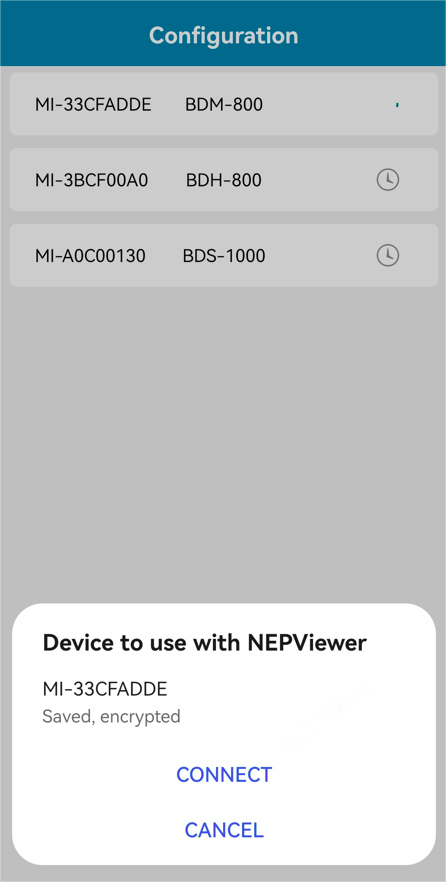 Configuration
MI-33CFADDE BDM-800
MI-3BCF00A0 BDH-800
MI-A0C00130 BDS-1000
Device to use with NEPViewer
MI-33CFADDE
Saved, encrypted
CONNECT
CANCEL